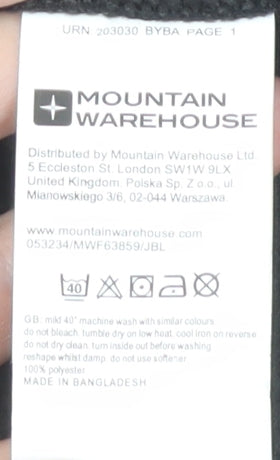 URN 203030 BYBA PAGE 1
MOUNTAIN
WAREHOUSE
Distributed by Mountain Warehouse Ltd.
5 Eccleston St. London SW1W 9LX
United Kingdom. Polska Sp. Z o.o., ul.
Mianowskiego 3/6, 02-044 Warszawa.
www.mountainwarehouse.com
053234/MWF63859/JBL
40
GB: mild 40° machine wash with similar colours.
do not bleach. tumble dry on low heat. cool iron on reverse.
do not dry clean. turn inside out before washing.
reshape whilst damp. do not use softener.
100% polyester
MADE IN BANGLADESH